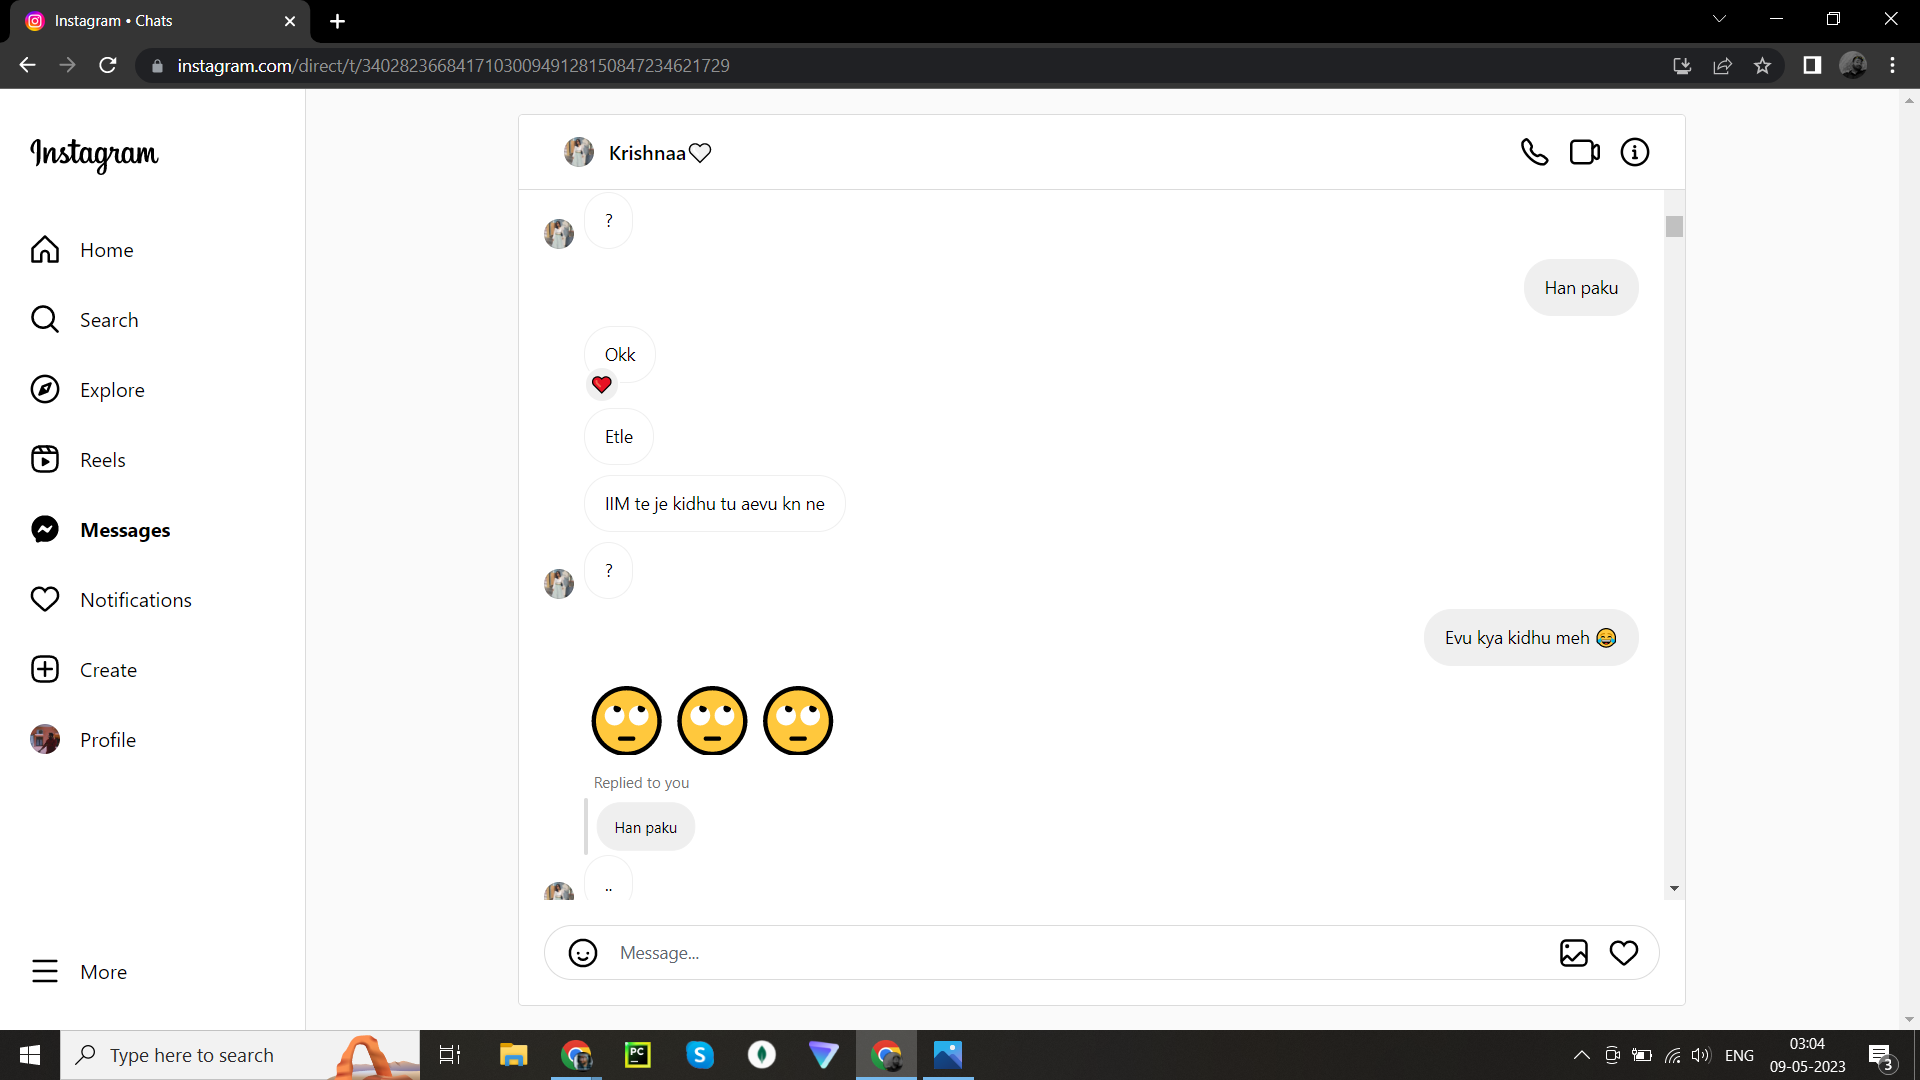 Instagram • Chats
instagram.com/direct/t/340282366841710300949128150847234621729
Instagram
Home
Search
Explore
Reels
Messages
Notifications
Create
Profile
More
Krishnaa♡
?
Han paku
Okk
Etle
IIM te je kidhu tu aevu kn ne
?
Evu kya kidhu meh 😂
🙄🙄🙄
Replied to you
Han paku
..
Message...
Type here to search
PC
S
ENG
03:04
09-05-2023
3